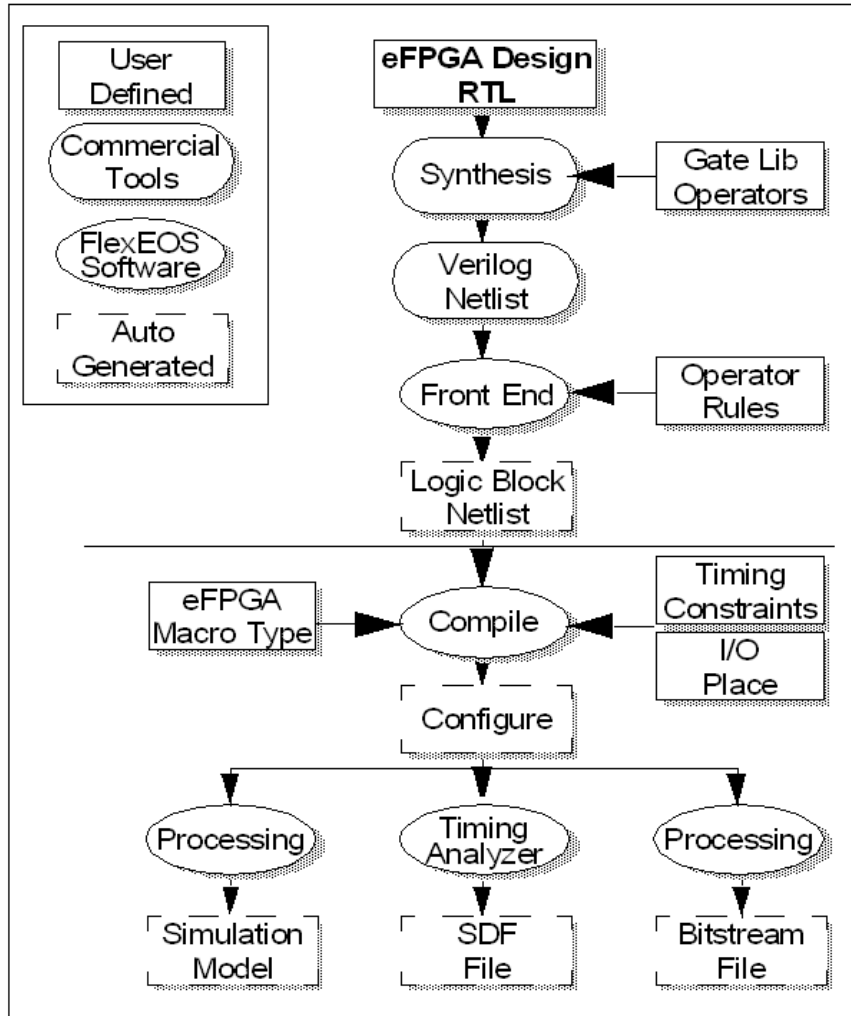 User
Defined
Commercial
Tools
FlexEOS
Software
Auto
Generated
eFPGA Design
RTL
Synthesis
Gate Lib
Operators
Verilog
Netlist
Front End
Operator
Rules
Logic Block
Netlist
eFPGA
Macro Type
Compile
Timing
Constraints
I/O
Place
Configure
Processing
Timing
Analyzer
Processing
Simulation
Model
SDF
File
Bitstream
File